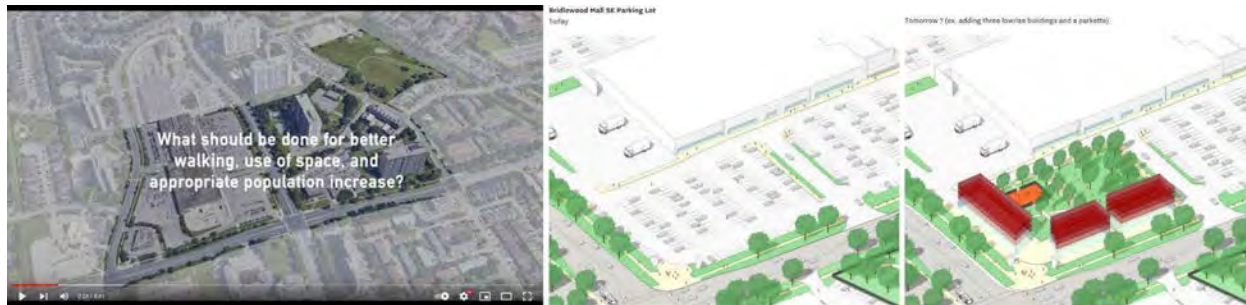 What should be done for better
walking, use of space, and
appropriate population increase?
Bridlewood Mall SE Parking Lot
Today
Tomorrow ? (ex. adding three lowrise buildings and a parkette)